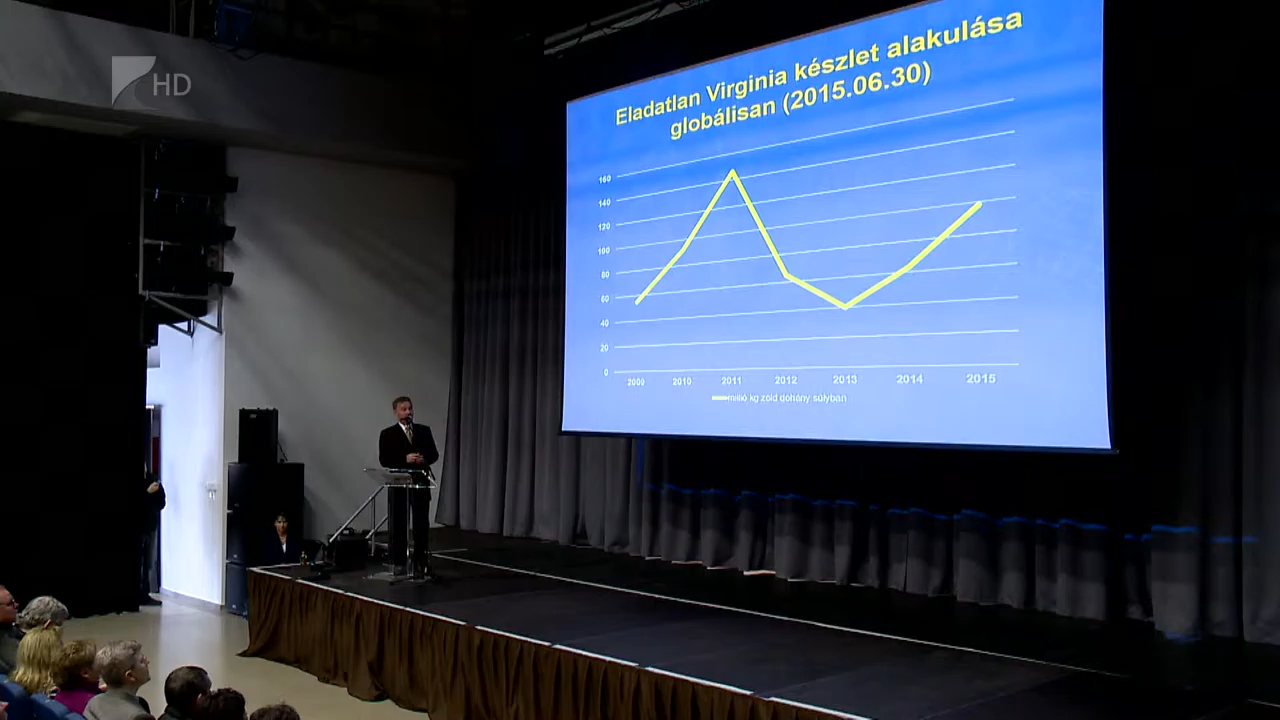 HD
Eladatlan Virginia készlet alakulása
globálisan (2015.06.30)
160
140
120
100
80
60
40
20
0
2009 2010 2011 2012 2013 2014 2015
millió kg zöld dohány súlyban